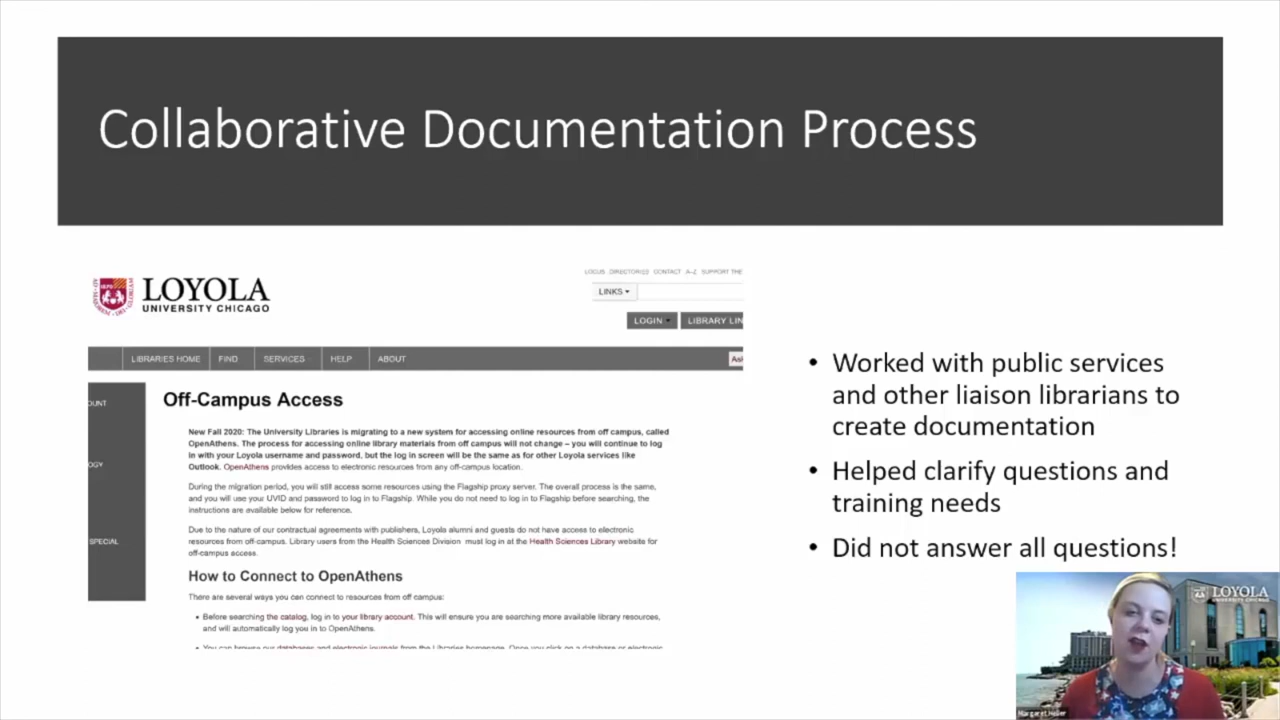 Collaborative Documentation Process
LOYOLA
UNIVERSITY CHICAGO
LOCUS DIRECTORIES CONTACT A-Z SUPPORT THE
LINKS
LOGIN
LIBRARY LIN
LIBRARIES HOME FIND SERVICES HELP ABOUT
Ask
OUNT
OGY
SPECIAL
Off-Campus Access
New Fall 2020: The University Libraries is migrating to a new system for accessing online resources from off campus, called
OpenAthens. The process for accessing online library materials from off campus will not change – you will continue to log
in with your Loyola username and password, but the log in screen will be the same as for other Loyola services like
Outlook. OpenAthens provides access to electronic resources from any off-campus location.
During the migration period, you will still access some resources using the Flagship proxy server. The overall process is the same,
and you will use your UVID and password to log in to Flagship. While you do not need to log in to Flagship before searching, the
instructions are available below for reference.
Due to the nature of our contractual agreements with publishers, Loyola alumni and guests do not have access to electronic
resources from off-campus. Library users from the Health Sciences Division must log in at the Health Sciences Library website for
off-campus access.
How to Connect to OpenAthens
There are several ways you can connect to resources from off campus:
• Before searching the catalog, log in to your library account. This will ensure you are searching more available library resources,
and will automatically log you in to OpenAthens.
• You can browse our databases and electronic journals from the Libraries homepage. Once you click on a database or electronic
• Worked with public services
and other liaison librarians to
create documentation
• Helped clarify questions and
training needs
• Did not answer all questions!
LOYOLA
UNIVERSITY CHICAGO
Margaret Heller